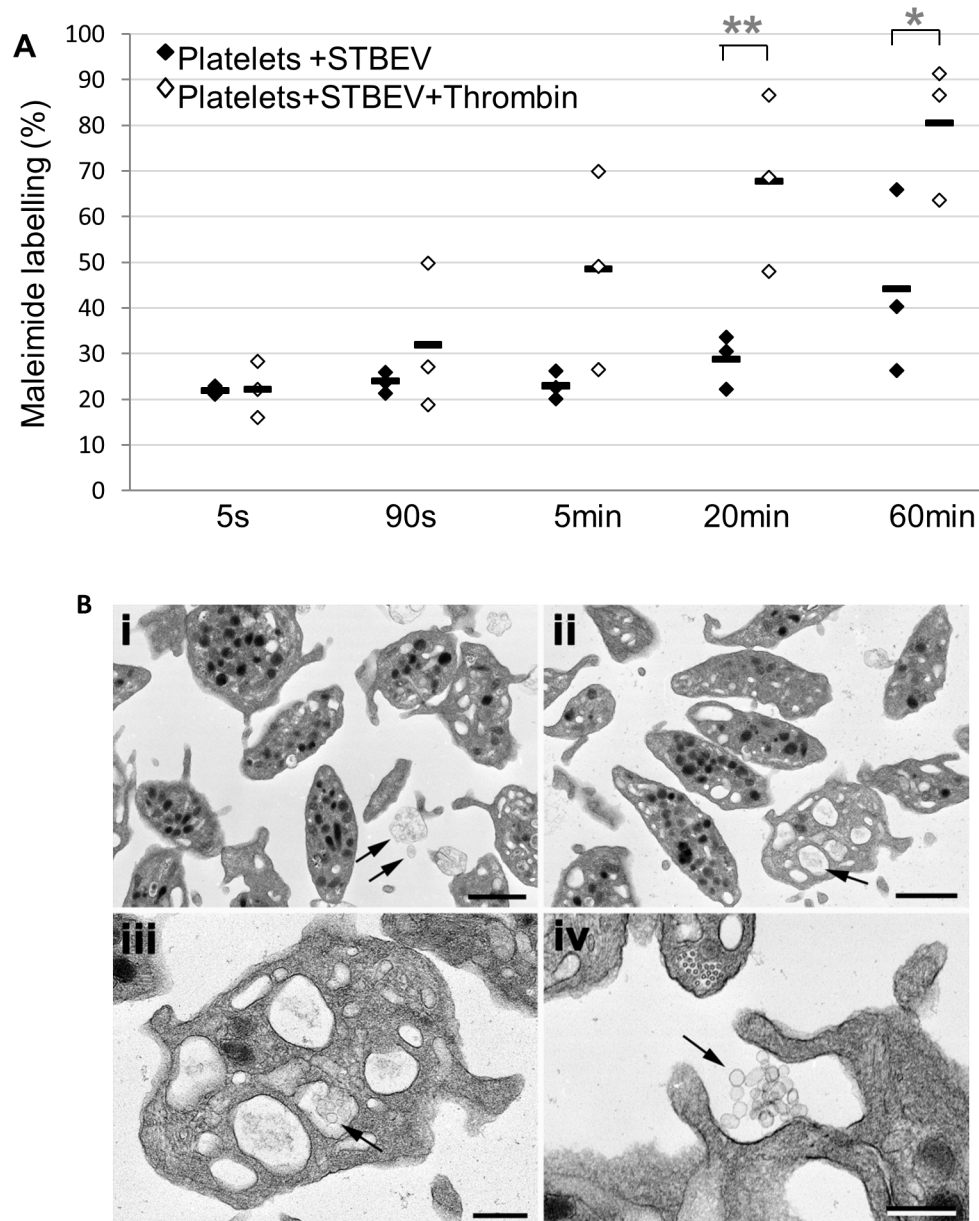 A
Maleimide labelling (%)
100
90
80
70
60
50
40
30
20
10
0
Platelets +STBEV
Platelets+STBEV+Thrombin
**
*
5s 90s 5min 20min 60min
B
i ii
iii iv